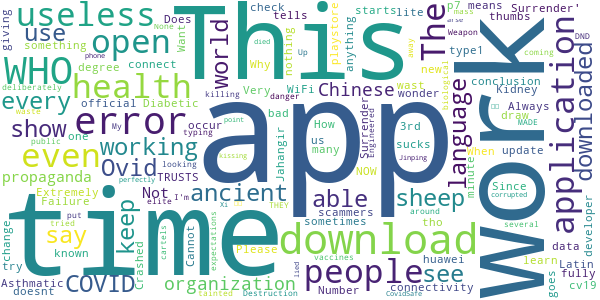 This
app
work
time
download
error
people
WHO
useless
open
health
application
even
COVID
working
every
show
use
Ovid
ancient
language
The
see
sheep
able
say
keep
organization
downloaded
propaganda
world
Chinese
Not
degree
connect
something
giving
Up
nothing
Diabetic
Want
official
one
Why
WiFi
Does
tells
us
many
How
bad
Very
check
playstore
anything
starts
lite
means
Surrender'
thumbs
Weapon
mass
p7
new
type1
Kidney
DND
coming
array
danger
killing
wast
wonder
conclusion
Always
draw
update
biological
Since
corrupted
several
developer
Latin
fully
cv19
goes
data
learn
minute
tho
around
When
NOW
3rd
sucks
Surrender
Engineered
Jinping
Jahangir
occur
typing
My
phone
None
point
missing
looking
public
deliberately
waste
TRUSTS
Extremely
Failure
change
try
put
known
tried
Asthmatic
doesnt
Crashed
cartels
perfectly
I'm
elite
died
Cannot
THEY
Xi
expectations
tainted
Destruction
Please
scammers
sometimes
Number
lied
vaccines
huawei
connectivity
CovidSafe
MADE